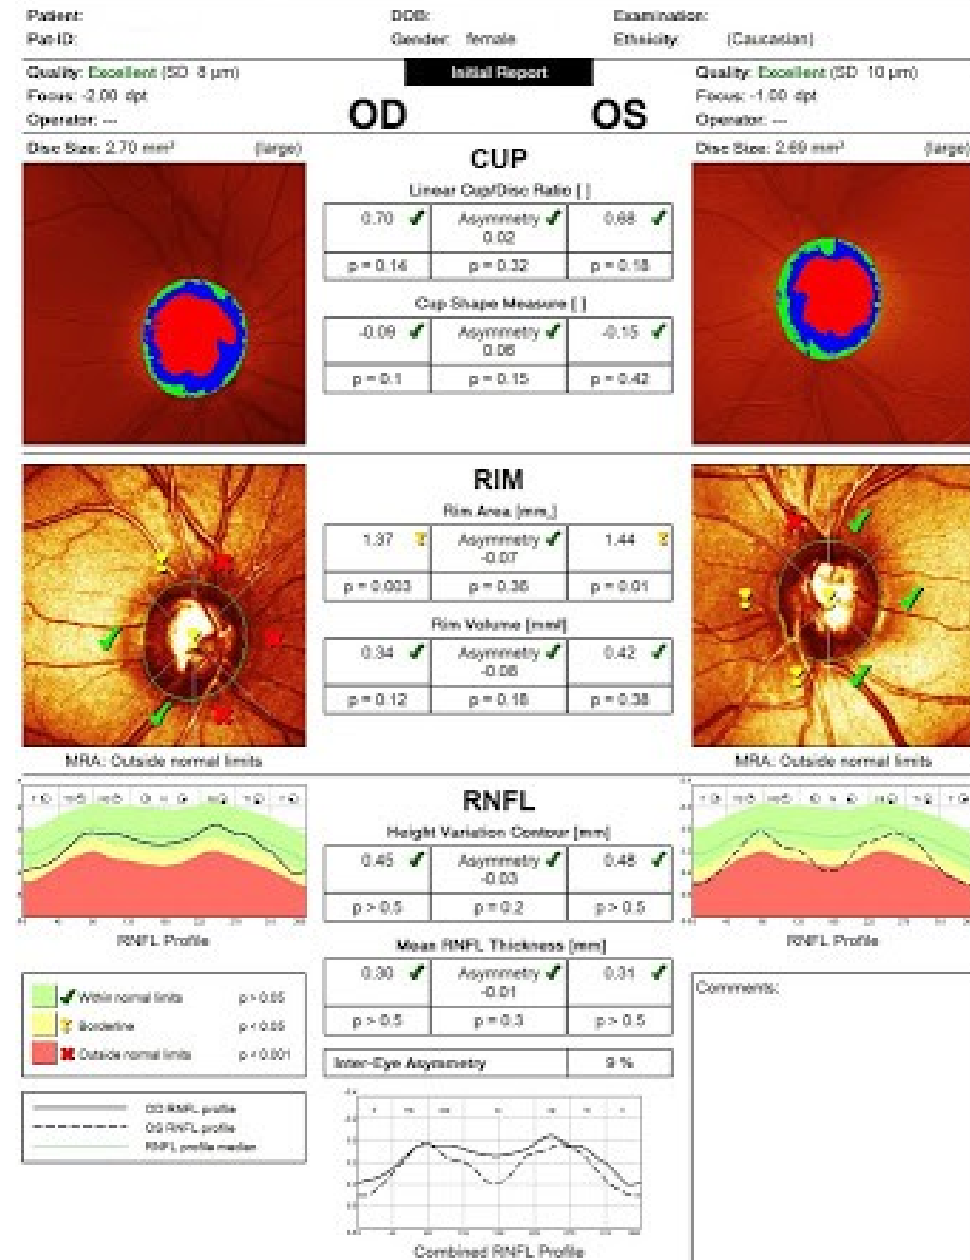 Patient: DOB: Examination:
Pat-ID: Gender: female Ethnicity: (Caucasian)
Quality: Excellent (SD 8 µm) Initial Report Quality: Excellent (SD 10 µm)
Focus: -2.00 dpt OD OS Focus: -1.00 dpt
Operator: --- Operator: ---
Disc Size: 2.70 mm² (large) Disc Size: 2.69 mm² (large)
CUP
Linear Cup/Disc Ratio [ ]
0.70 Asymmetry 0.68
0.02
p = 0.14 p = 0.32 p = 0.18
Cup Shape Measure [ ]
-0.09 Asymmetry -0.15
0.06
p = 0.1 p = 0.15 p = 0.42
RIM
Rim Area
1.37 Asymmetry 1.44
-0.07
p = 0.003 p = 0.36 p = 0.01
Rim Volume
0.34 Asymmetry 0.42
-0.08
p = 0.12 p = 0.18 p = 0.38
MRA: Outside normal limits MRA: Outside normal limits
RNFL
Height Variation Contour [mm]
0.45 Asymmetry 0.48
-0.03
p > 0.5 p = 0.2 p > 0.5
RNFL Profile RNFL Profile
Mean RNFL Thickness [mm]
0.30 Asymmetry 0.31
-0.01
p > 0.5 p = 0.3 p > 0.5
Within normal limits p > 0.05
Borderline p < 0.05
Outside normal limits p < 0.001
Comments:
Inter-Eye Asymmetry 9 %
OD RNFL profile
OS RNFL profile
RNFL profile median
Combined RNFL Profile